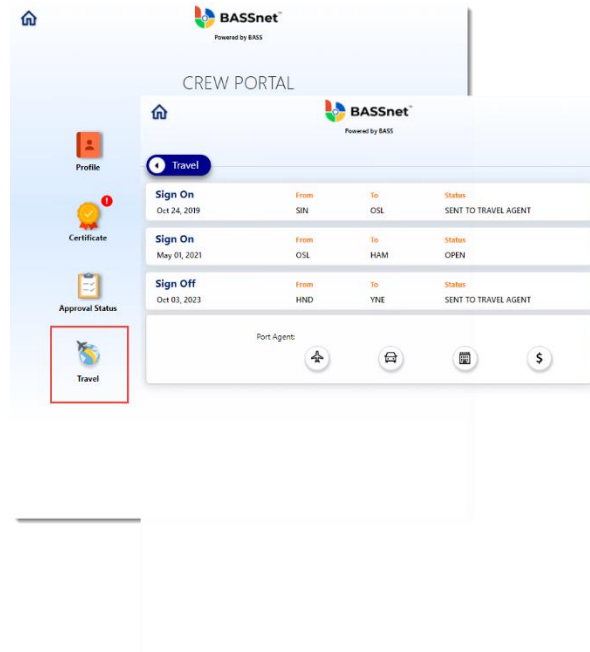 BASSnet™
Powered by BASS
CREW PORTAL
Profile
!
Certificate
Approval Status
Travel
BASSnet™
Powered by BASS
Travel
Sign On From To Status
Oct 24, 2019 SIN OSL SENT TO TRAVEL AGENT
Sign On From To Status
May 01, 2021 OSL HAM OPEN
Sign Off From To Status
Oct 03, 2023 HND YNE SENT TO TRAVEL AGENT
Port Agent:
$